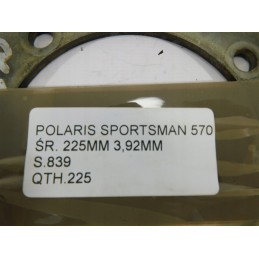 POLARIS SPORTSMAN 570
ŚR. 225MM 3,92MM
S.839
QTH.225